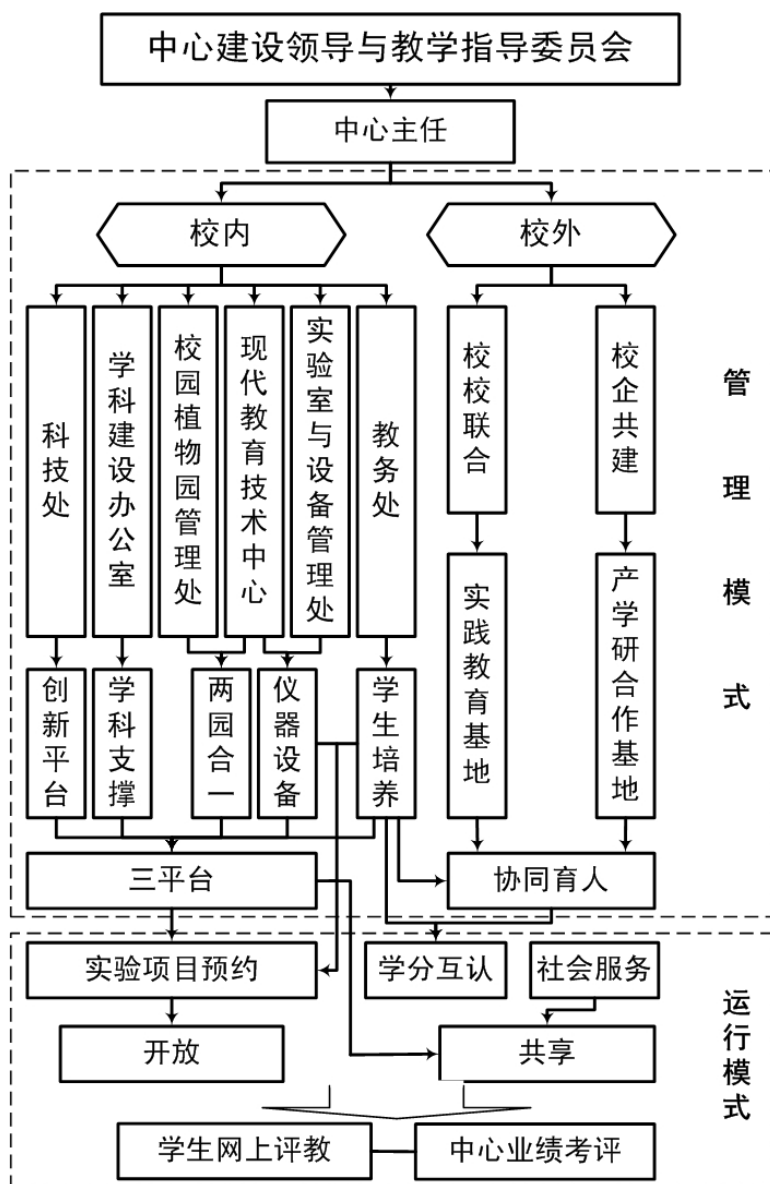 中心建设领导与教学指导委员会
中心主任
校内
校外
科技处
学科建设办公室
校园植物园管理处
现代教育技术中心
实验室与设备管理处
教务处
校校联合
校企共建
管理模式
创新平台
学科支撑
两园合一
仪器设备
学生培养
实践教育基地
产学研合作基地
三平台
协同育人
实验项目预约
学分互认
社会服务
运行模式
开放
共享
学生网上评教
中心业绩考评